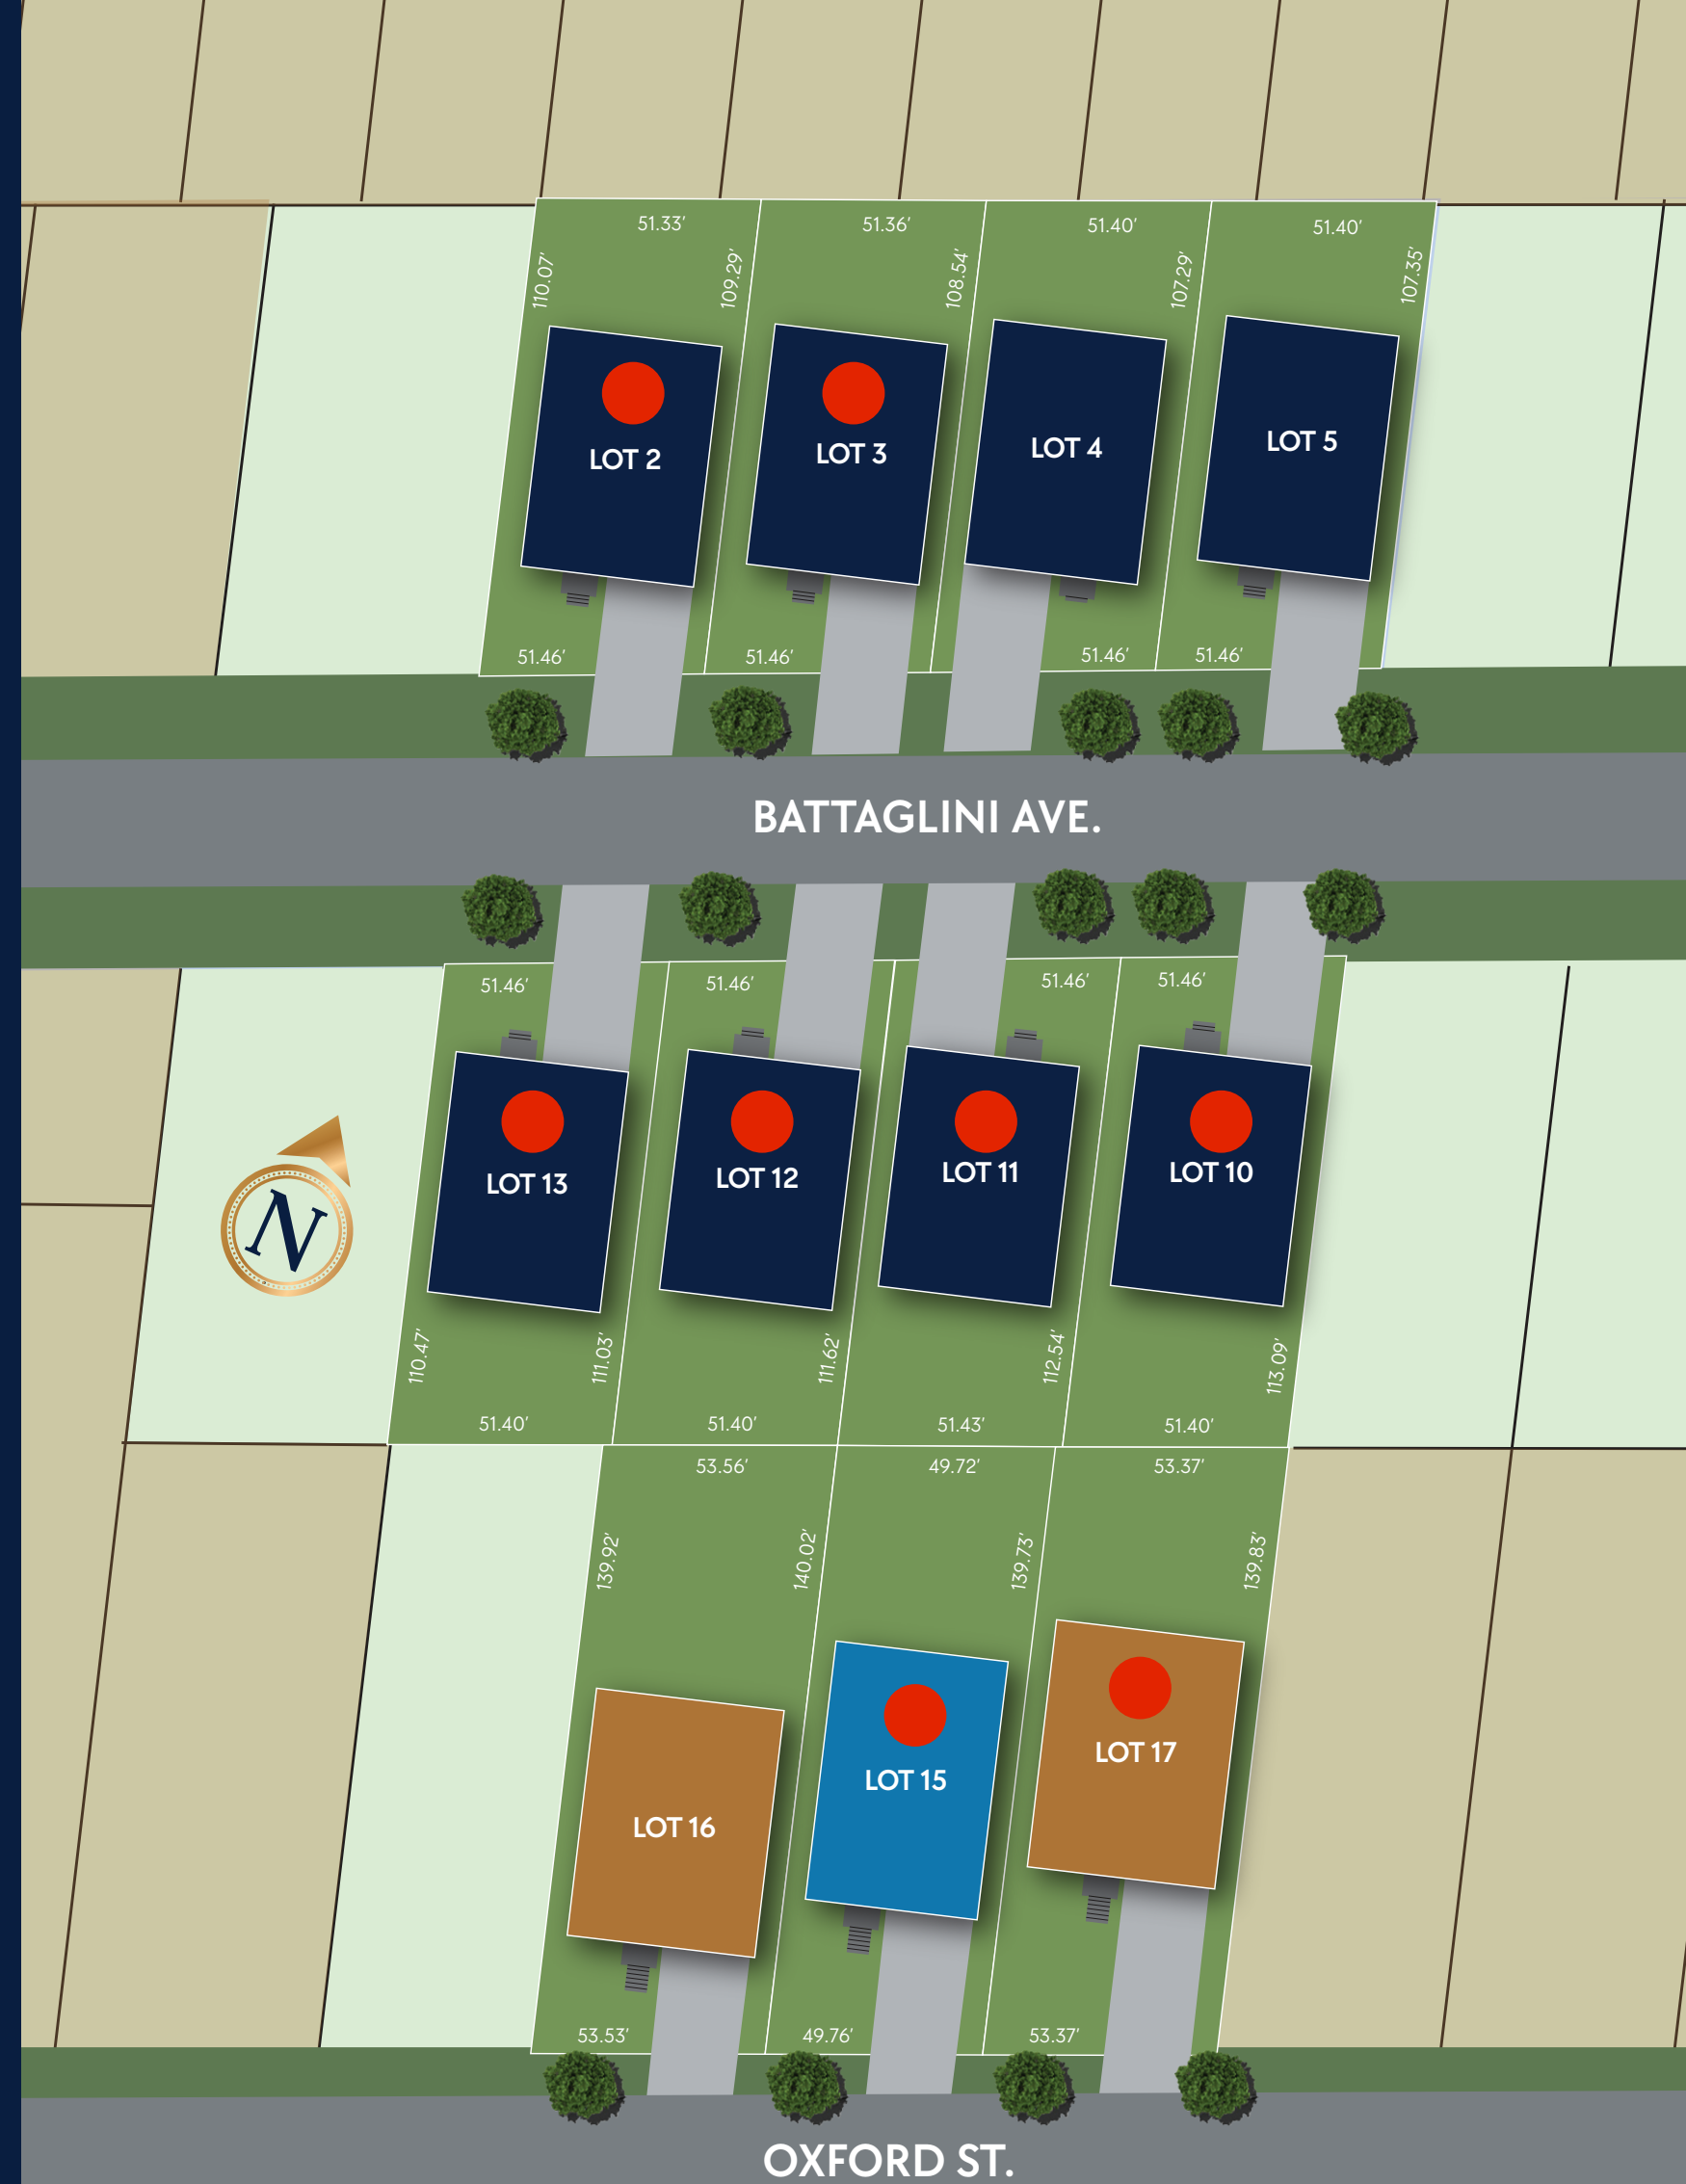 51.33′
51.36′
51.40′
51.40′
110.07′
109.29′
108.54′
107.29′
107.35′
LOT 2
LOT 3
LOT 4
LOT 5
51.46′
51.46′
51.46′
51.46′
BATTAGLINI AVE.
51.46′
51.46′
51.46′
51.46′
LOT 13
LOT 12
LOT 11
LOT 10
N
110.47′
111.03′
111.62′
112.54′
113.09′
51.40′
51.40′
51.43′
51.40′
53.56′
49.72′
53.37′
139.92′
140.02′
139.73′
139.83′
LOT 16
LOT 15
LOT 17
53.53′
49.76′
53.37′
OXFORD ST.